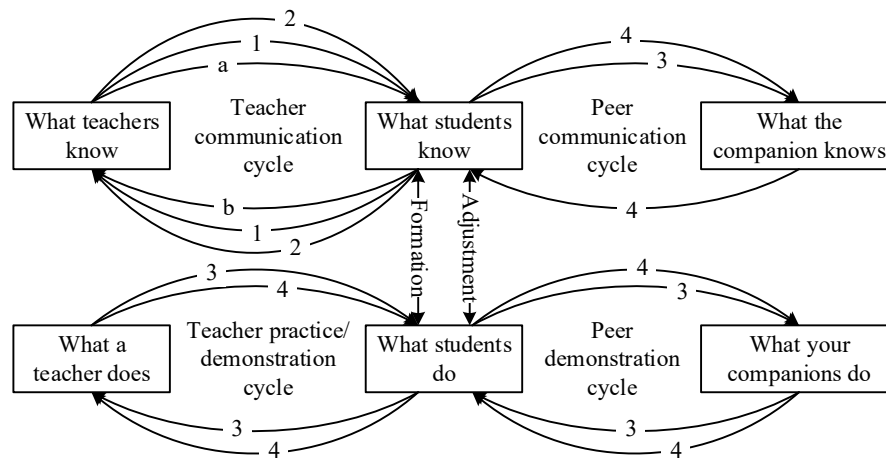 2
1
a
4
3
What teachers
know
Teacher
communication
cycle
What students
know
Peer
communication
cycle
What the
companion knows
b
1
2
4
Formation
Adjustment
3
4
4
3
What a
teacher does
Teacher practice/
demonstration
cycle
What students
do
Peer
demonstration
cycle
What your
companions do
3
4
3
4